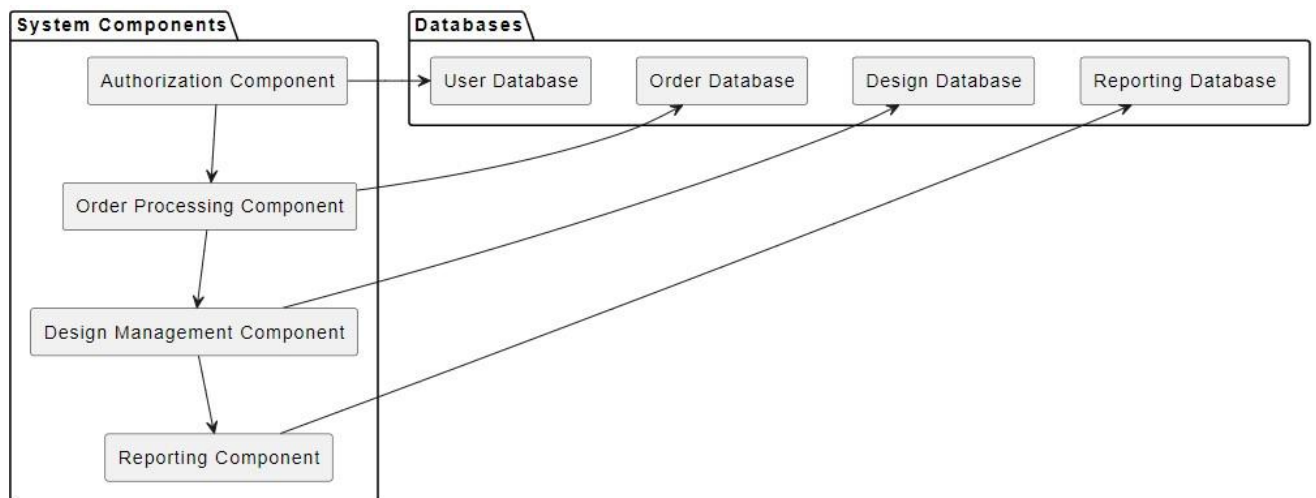 System Components
Databases
Authorization Component
User Database
Order Database
Design Database
Reporting Database
Order Processing Component
Design Management Component
Reporting Component